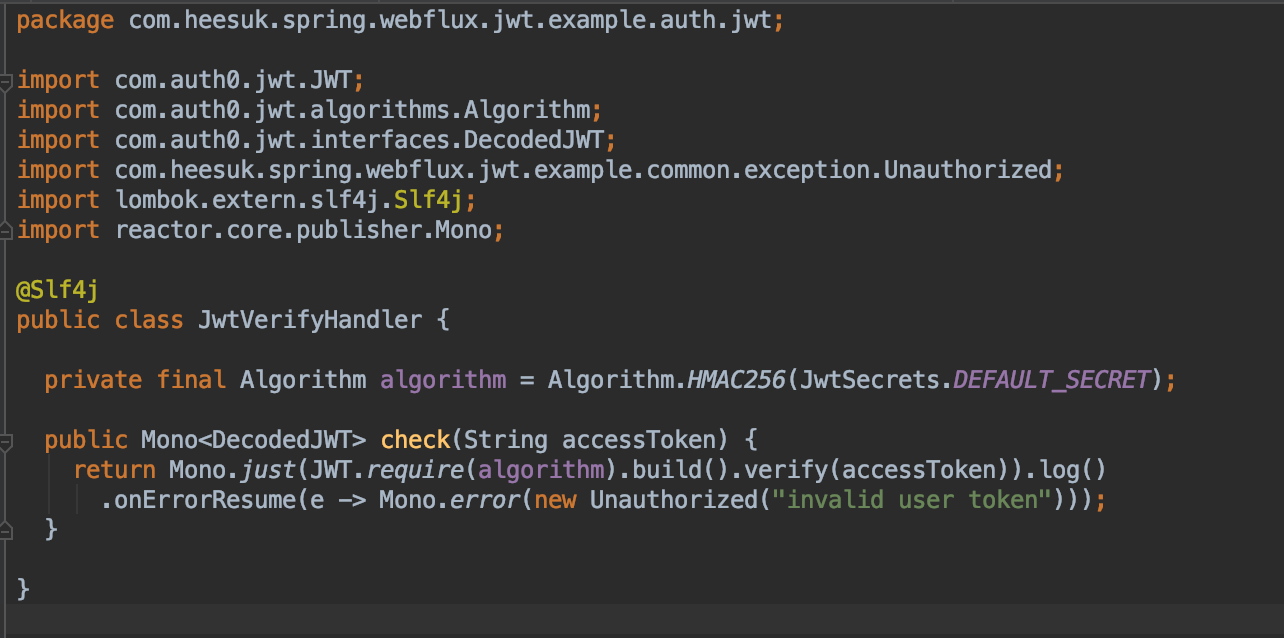 package com.heesuk.spring.webflux.jwt.example.auth.jwt;
import com.auth0.jwt.JWT;
import com.auth0.jwt.algorithms.Algorithm;
import com.auth0.jwt.interfaces.DecodedJWT;
import com.heesuk.spring.webflux.jwt.example.common.exception.Unauthorized;
import lombok.extern.slf4j.Slf4j;
import reactor.core.publisher.Mono;
@Slf4j
public class JwtVerifyHandler {
private final Algorithm algorithm = Algorithm.HMAC256(JwtSecrets.DEFAULT_SECRET);
public Mono<DecodedJWT> check(String accessToken) {
return Mono.just(JWT.require(algorithm).build().verify(accessToken)).log()
.onErrorResume(e -> Mono.error(new Unauthorized("invalid user token")));
}
}